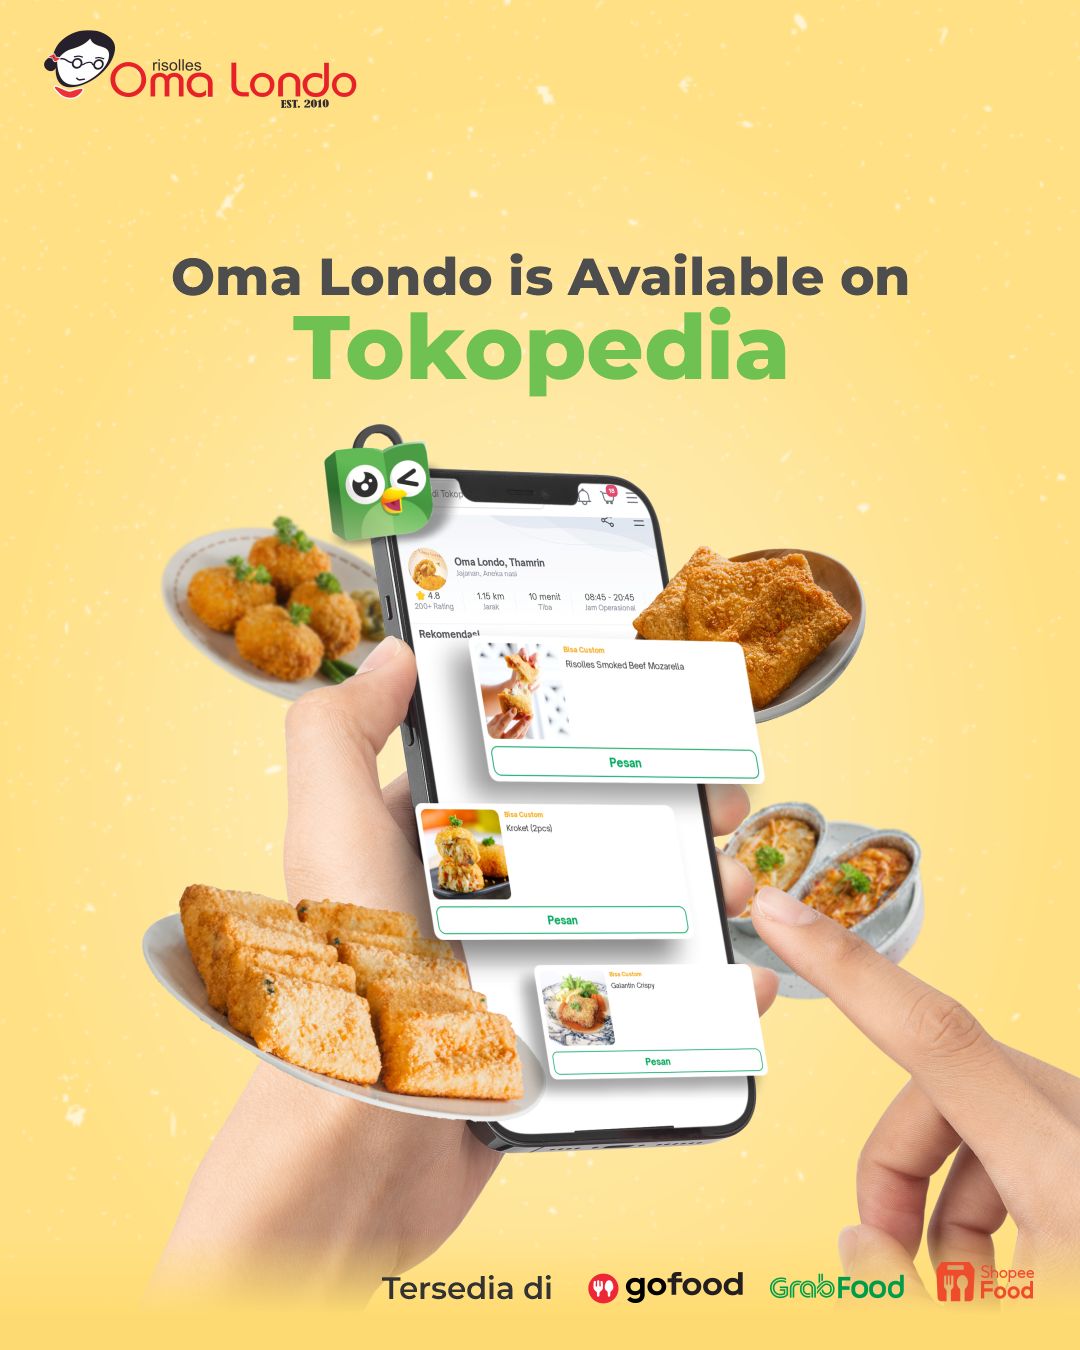 risolles
Oma Londo
EST. 2010
Oma Londo is Available on
Tokopedia
di Tokop
18
Oma Londo, Thamrin
Jajanan, Aneka nasi
4.8
200+ Rating
1.15 km
Jarak
10 menit
Tiba
08:45 - 20:45
Jam Operasional
Rekomendasi
Bisa Custom
Risolles Smoked Beef Mozarella
Pesan
Bisa Custom
Kroket (2pcs)
Pesan
Bisa Custom
Galantin Crispy
Pesan
Tersedia di
gofood
GrabFood
Shopee
Food